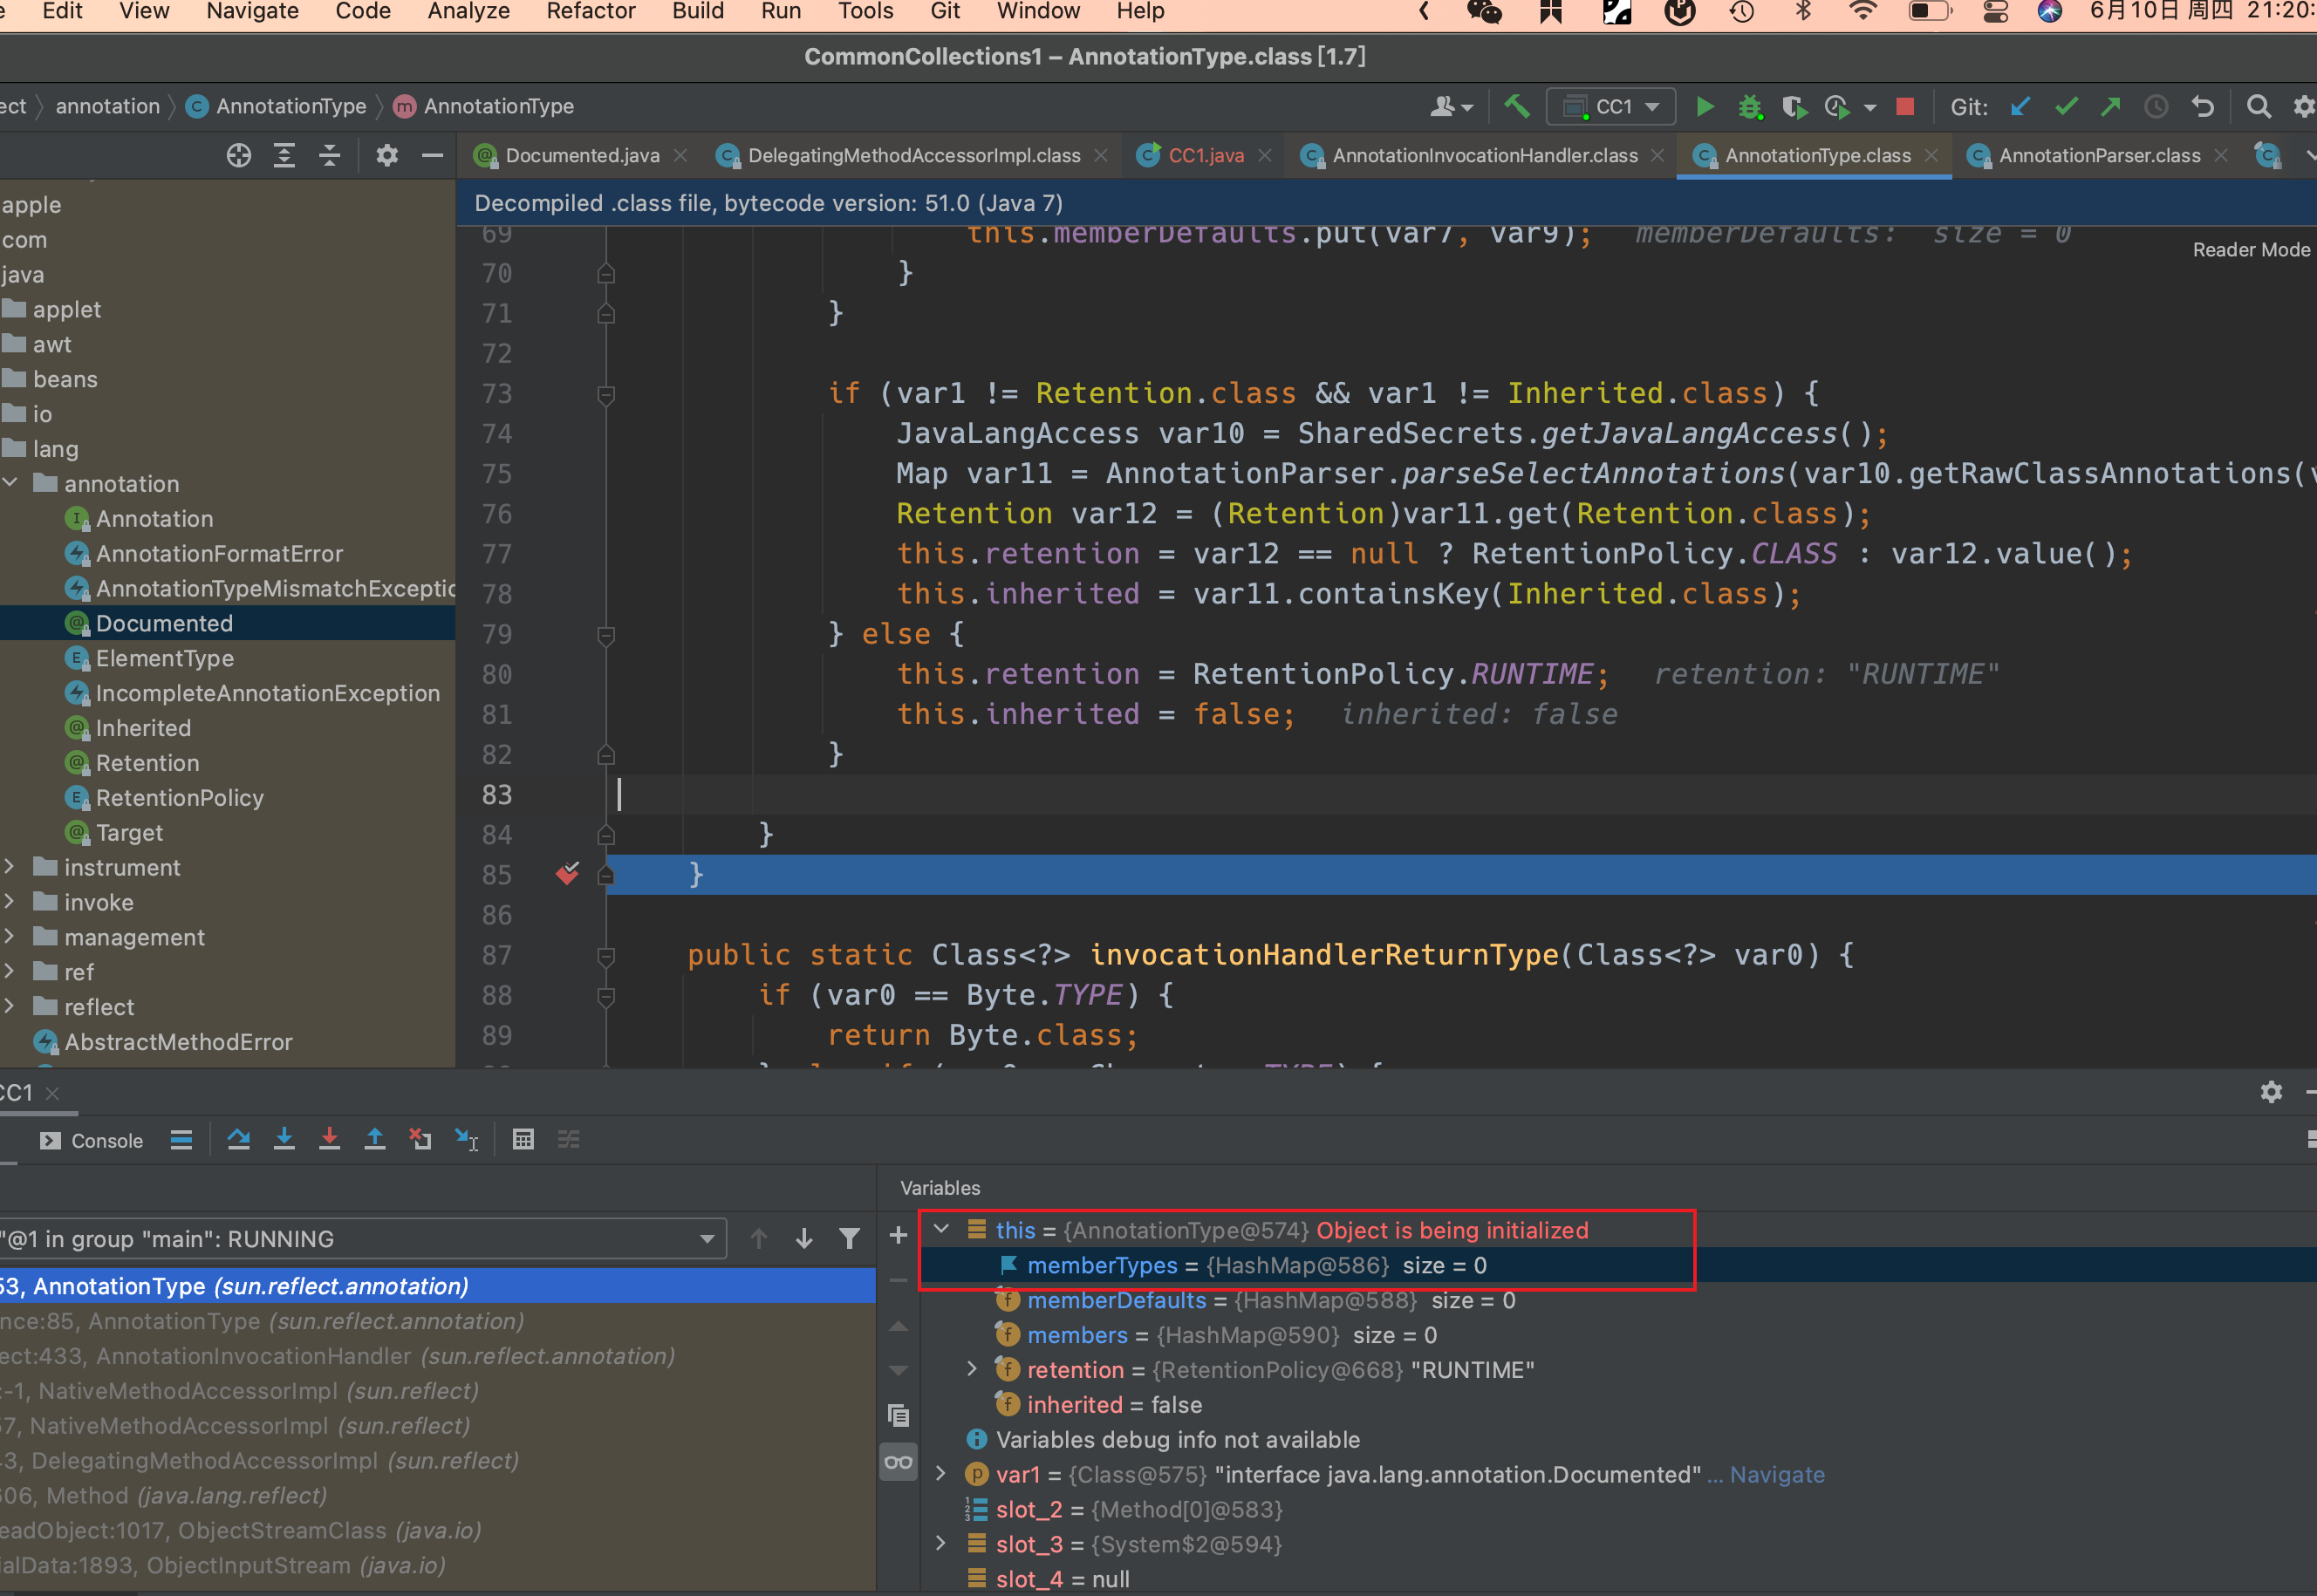 Edit View Navigate Code Analyze Refactor Build Run Tools Git Window Help 6月10日 周四 21:20:
CommonCollections1 – AnnotationType.class [1.7]
ect annotation AnnotationType AnnotationType CC1 Git:
Documented.java DelegatingMethodAccessorImpl.class CC1.java AnnotationInvocationHandler.class AnnotationType.class AnnotationParser.class
Decompiled .class file, bytecode version: 51.0 (Java 7)
Reader Mode
apple
com
java
applet
awt
beans
io
lang
annotation
Annotation
AnnotationFormatError
AnnotationTypeMismatchExceptic
Documented
ElementType
IncompleteAnnotationException
Inherited
Retention
RetentionPolicy
Target
instrument
invoke
management
ref
reflect
AbstractMethodError
69 this.memberDefaults.put(var7, var9); memberDefaults: size = 0
70 }
71 }
72
73 if (var1 != Retention.class && var1 != Inherited.class) {
74 JavaLangAccess var10 = SharedSecrets.getJavaLangAccess();
75 Map var11 = AnnotationParser.parseSelectAnnotations(var10.getRawClassAnnotations(v
76 Retention var12 = (Retention)var11.get(Retention.class);
77 this.retention = var12 == null ? RetentionPolicy.CLASS : var12.value();
78 this.inherited = var11.containsKey(Inherited.class);
79 } else {
80 this.retention = RetentionPolicy.RUNTIME; retention: "RUNTIME"
81 this.inherited = false; inherited: false
82 }
83
84 }
85 }
86
87 public static Class<?> invocationHandlerReturnType(Class<?> var0) {
88 if (var0 == Byte.TYPE) {
89 return Byte.class;
CC1
Console
"@1 in group "main": RUNNING
53, AnnotationType (sun.reflect.annotation)
nce:85, AnnotationType (sun.reflect.annotation)
ect:433, AnnotationInvocationHandler (sun.reflect.annotation)
:-1, NativeMethodAccessorImpl (sun.reflect)
57, NativeMethodAccessorImpl (sun.reflect)
43, DelegatingMethodAccessorImpl (sun.reflect)
606, Method (java.lang.reflect)
eadObject:1017, ObjectStreamClass (java.io)
ialData:1893, ObjectInputStream (java.io)
Variables
this = {AnnotationType@574} Object is being initialized
memberTypes = {HashMap@586} size = 0
memberDefaults = {HashMap@588} size = 0
members = {HashMap@590} size = 0
retention = {RetentionPolicy@668} "RUNTIME"
inherited = false
Variables debug info not available
var1 = {Class@575} "interface java.lang.annotation.Documented" ... Navigate
slot_2 = {Method[0]@583}
slot_3 = {System$2@594}
slot_4 = null